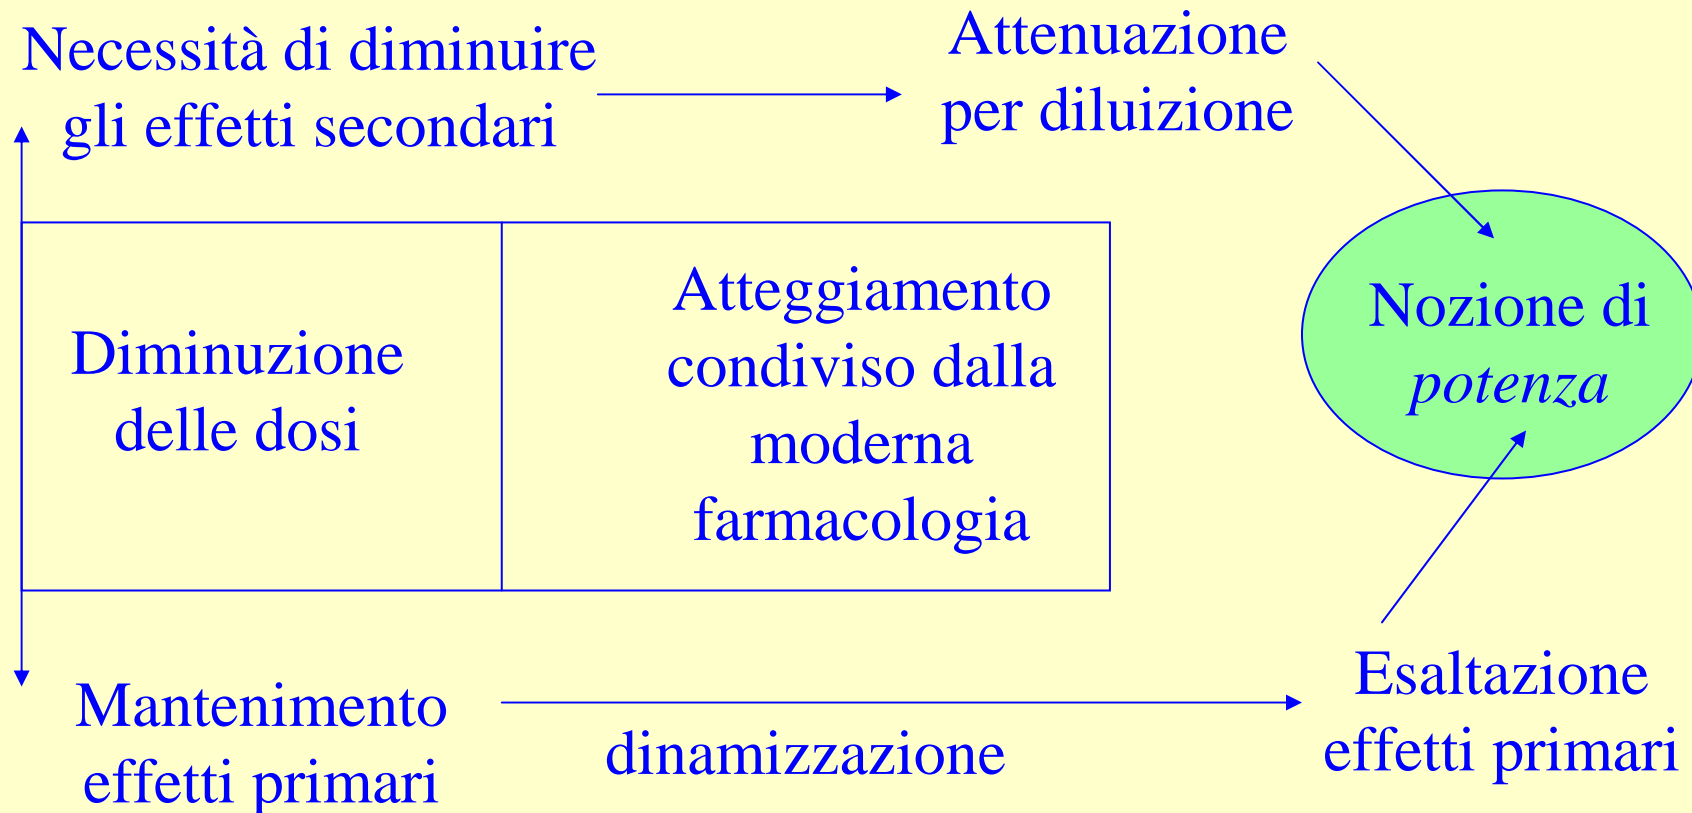 Necessità di diminuire
gli effetti secondari
Attenuazione
per diluizione
Diminuzione
delle dosi
Atteggiamento
condiviso dalla
moderna
farmacologia
Nozione di
potenza
Mantenimento
effetti primari
dinamizzazione
Esaltazione
effetti primari